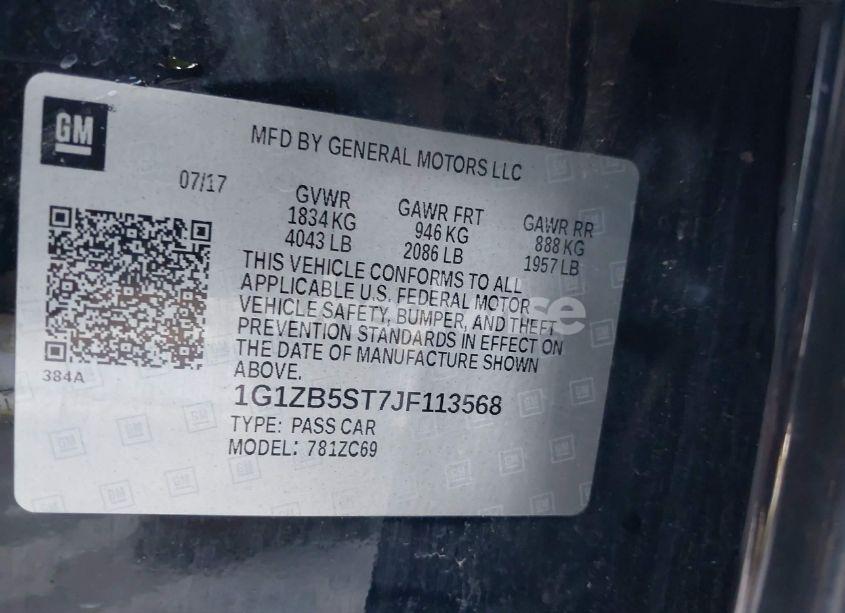 GM
MFD BY GENERAL MOTORS LLC
07/17
GVWR
1834 KG
4043 LB
GAWR FRT
946 KG
2086 LB
GAWR RR
888 KG
1957 LB
THIS VEHICLE CONFORMS TO ALL
APPLICABLE U.S. FEDERAL MOTOR
VEHICLE SAFETY, BUMPER, AND THEFT
PREVENTION STANDARDS IN EFFECT ON
THE DATE OF MANUFACTURE SHOWN
ABOVE.
384A
1G1ZB5ST7JF113568
TYPE: PASS CAR
MODEL: 781ZC69